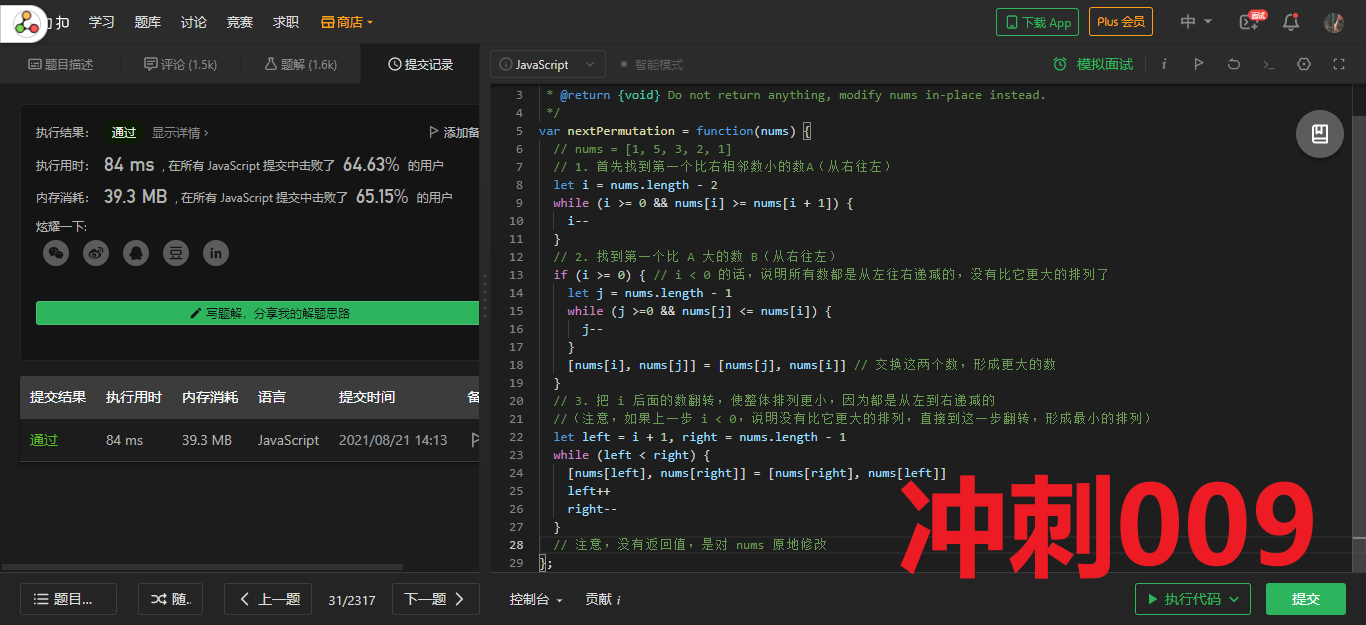 扣 学习 题库 讨论 竞赛 求职 商店 下载 App Plus 会员 中 面试
题目描述 评论 (1.5k) 题解 (1.6k) 提交记录
执行结果： 通过 显示详情 › 添加备
执行用时： 84 ms , 在所有 JavaScript 提交中击败了 64.63% 的用户
内存消耗： 39.3 MB , 在所有 JavaScript 提交中击败了 65.15% 的用户
炫耀一下:
豆 in
写题解，分享我的解题思路
提交结果 执行用时 内存消耗 语言 提交时间 备
通过 84 ms 39.3 MB JavaScript 2021/08/21 14:13
题目... 随. 上一题 31/2317 下一题
i JavaScript 智能模式 模拟面试 i
3 * @return {void} Do not return anything, modify nums in-place instead.
4 */
5 var nextPermutation = function(nums) {
6 // nums = [1, 5, 3, 2, 1]
7 // 1. 首先找到第一个比右相邻数小的数A（从右往左）
8 let i = nums.length - 2
9 while (i >= 0 && nums[i] >= nums[i + 1]) {
10 i--
11 }
12 // 2. 找到第一个比 A 大的数 B（从右往左）
13 if (i >= 0) { // i < 0 的话，说明所有数都是从左往右递减的，没有比它更大的排列了
14 let j = nums.length - 1
15 while (j >=0 && nums[j] <= nums[i]) {
16 j--
17 }
18 [nums[i], nums[j]] = [nums[j], nums[i]] // 交换这两个数，形成更大的数
19 }
20 // 3. 把 i 后面的数翻转，使整体排列更小，因为都是从左到右递减的
21 //（注意，如果上一步 i < 0，说明没有比它更大的排列，直接到这一步翻转，形成最小的排列）
22 let left = i + 1, right = nums.length - 1
23 while (left < right) {
24 [nums[left], nums[right]] = [nums[right], nums[left]]
25 left++
26 right--
27 }
28 // 注意，没有返回值，是对 nums 原地修改
29 };
冲刺009
控制台 贡献 i 执行代码 提交